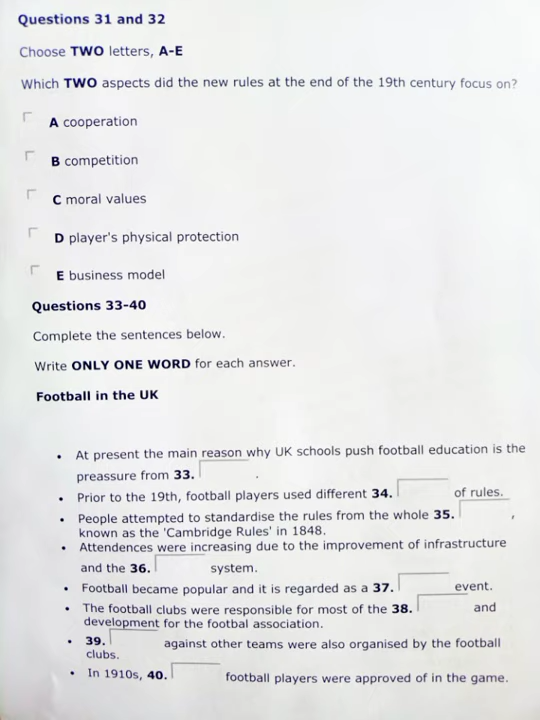 Questions 31 and 32
Choose TWO letters, A-E
Which TWO aspects did the new rules at the end of the 19th century focus on?
A cooperation
B competition
C moral values
D player's physical protection
E business model
Questions 33-40
Complete the sentences below.
Write ONLY ONE WORD for each answer.
Football in the UK
• At present the main reason why UK schools push football education is the
preassure from 33. .
• Prior to the 19th, football players used different 34. of rules.
• People attempted to standardise the rules from the whole 35. ,
known as the 'Cambridge Rules' in 1848.
• Attendences were increasing due to the improvement of infrastructure
and the 36. system.
• Football became popular and it is regarded as a 37. event.
• The football clubs were responsible for most of the 38. and
development for the footbal association.
• 39. against other teams were also organised by the football
clubs.
• In 1910s, 40. football players were approved of in the game.